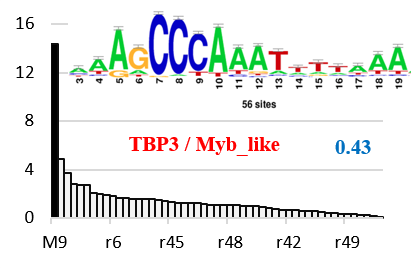 16
12
8
4
0
AAGCCCAAATTTTAAA
3 4 5 6 7 8 9 10 11 12 13 14 15 16 17 18 19
56 sites
TBP3 / Myb_like 0.43
M9 r6 r45 r48 r42 r49